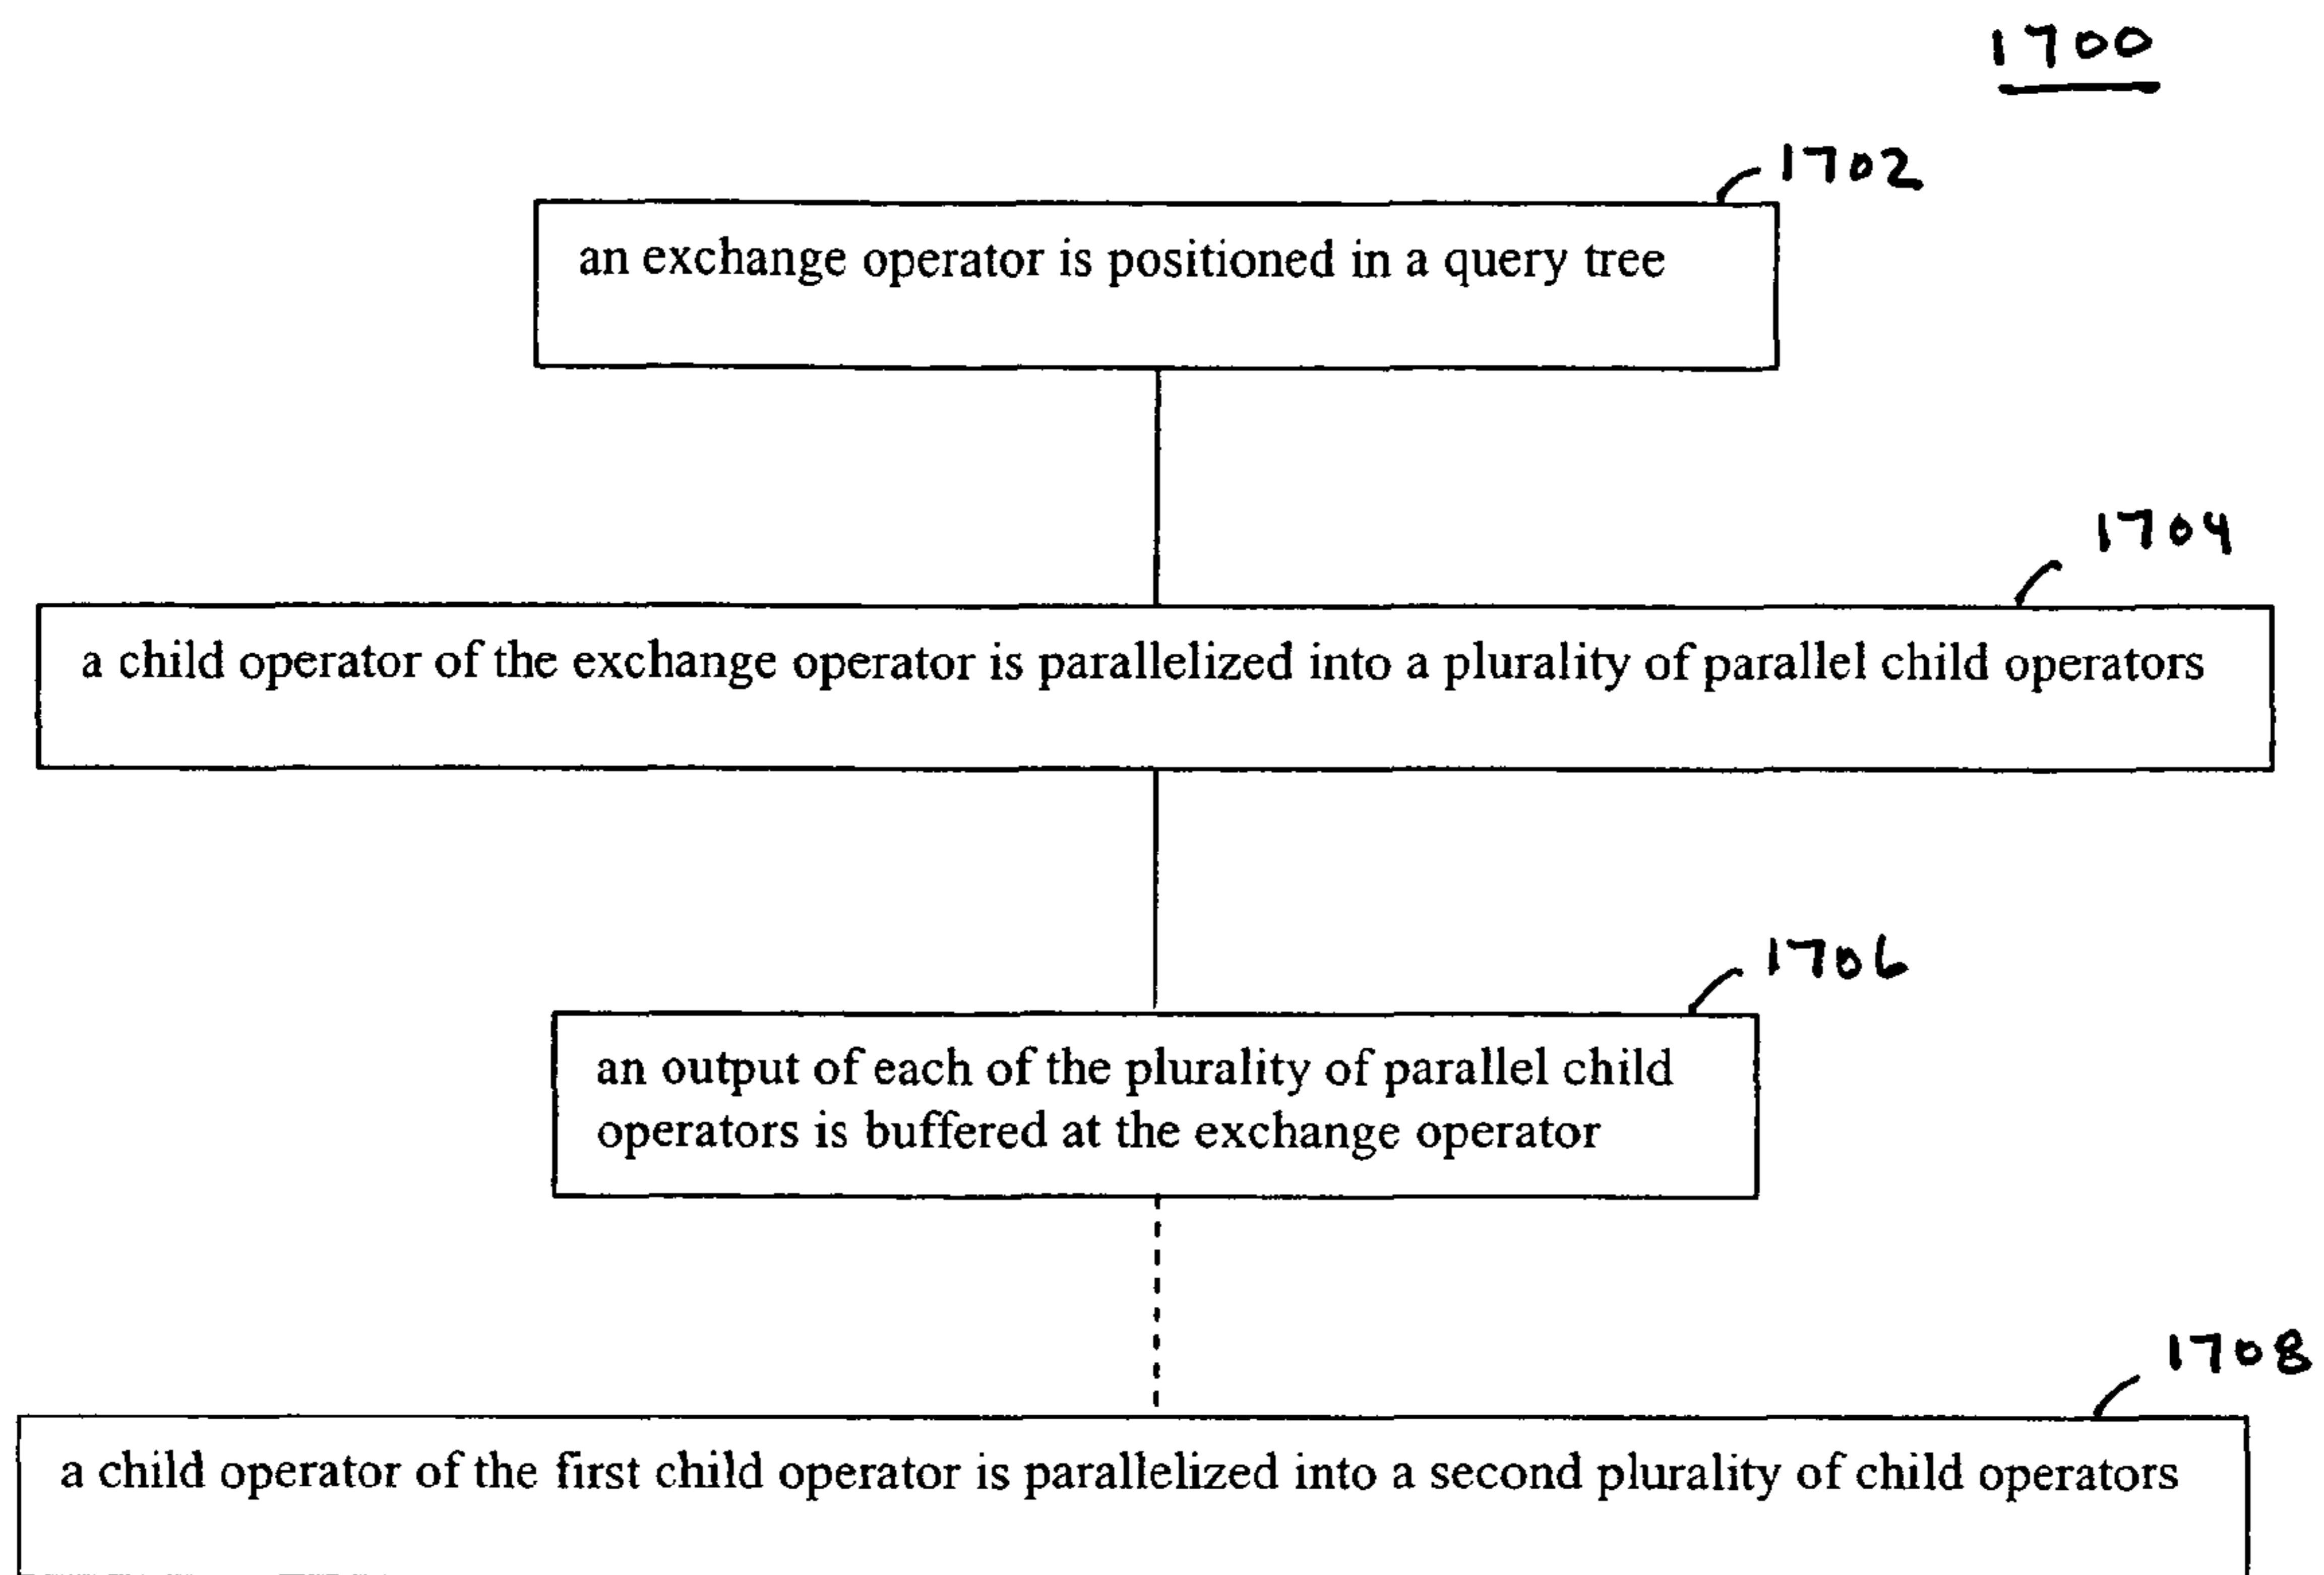 1700
1702
an exchange operator is positioned in a query tree
1704
a child operator of the exchange operator is parallelized into a plurality of parallel child operators
1706
an output of each of the plurality of parallel child
operators is buffered at the exchange operator
1708
a child operator of the first child operator is parallelized into a second plurality of child operators